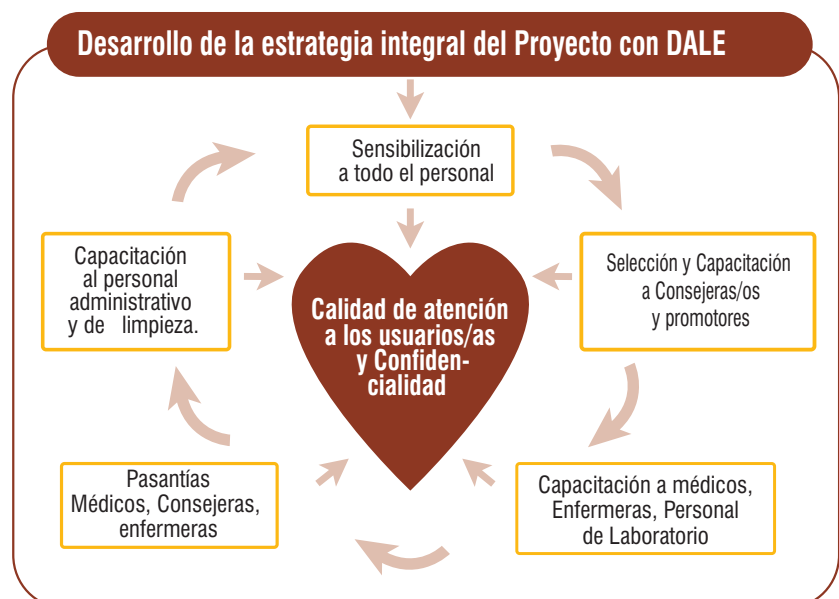 Desarrollo de la estrategia integral del Proyecto con DALE
Sensibilización
a todo el personal
Selección y Capacitación
a Consejeras/os
y promotores
Capacitación a médicos,
Enfermeras, Personal
de Laboratorio
Pasantías
Médicos, Consejeras,
enfermeras
Capacitación
al personal
administrativo
y de limpieza.
Calidad de atención
a los usuarios/as
y Confiden-
cialidad